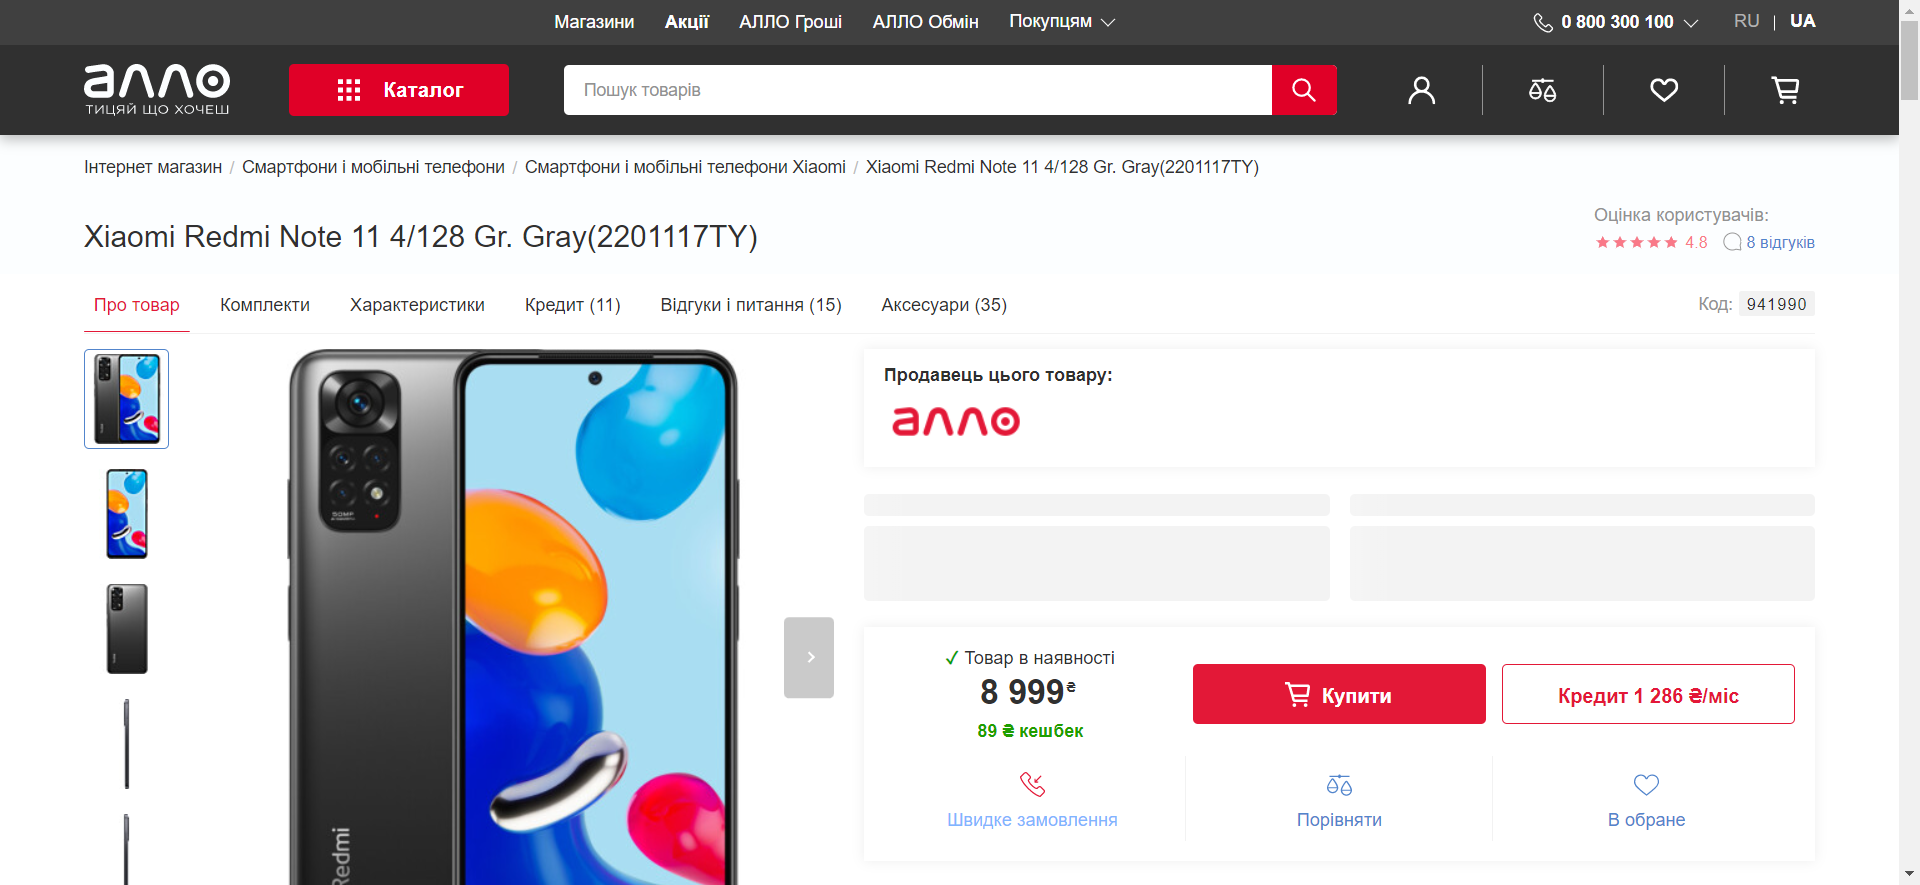 Магазини Акції АЛЛО Гроші АЛЛО Обмін Покупцям 0 800 300 100 RU | UA
алло
ТИЦЯЙ ЩО ХОЧЕШ
Каталог
Пошук товарів
Інтернет магазин / Смартфони і мобільні телефони / Смартфони і мобільні телефони Xiaomi / Xiaomi Redmi Note 11 4/128 Gr. Gray(2201117TY)
Xiaomi Redmi Note 11 4/128 Gr. Gray(2201117TY)
Оцінка користувачів:
4.8 8 відгуків
Про товар Комплекти Характеристики Кредит (11) Відгуки і питання (15) Аксесуари (35)
Код: 941990
Продавець цього товару:
алло
50MP
Redmi
Товар в наявності
8 999 ₴
89 ₴ кешбек
Купити
Кредит 1 286 ₴/міс
Швидке замовлення
Порівняти
В обране